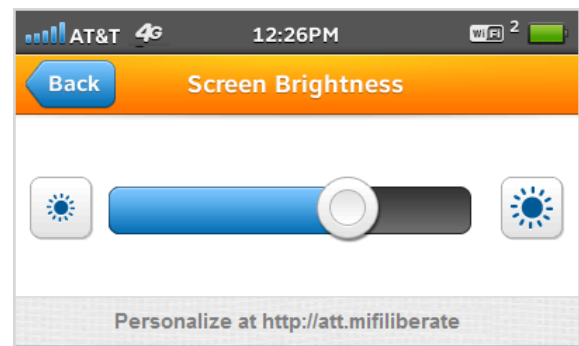 AT&T 4G 12:26PM WiFi 2
Back Screen Brightness
Personalize at http://att.mifiliberate